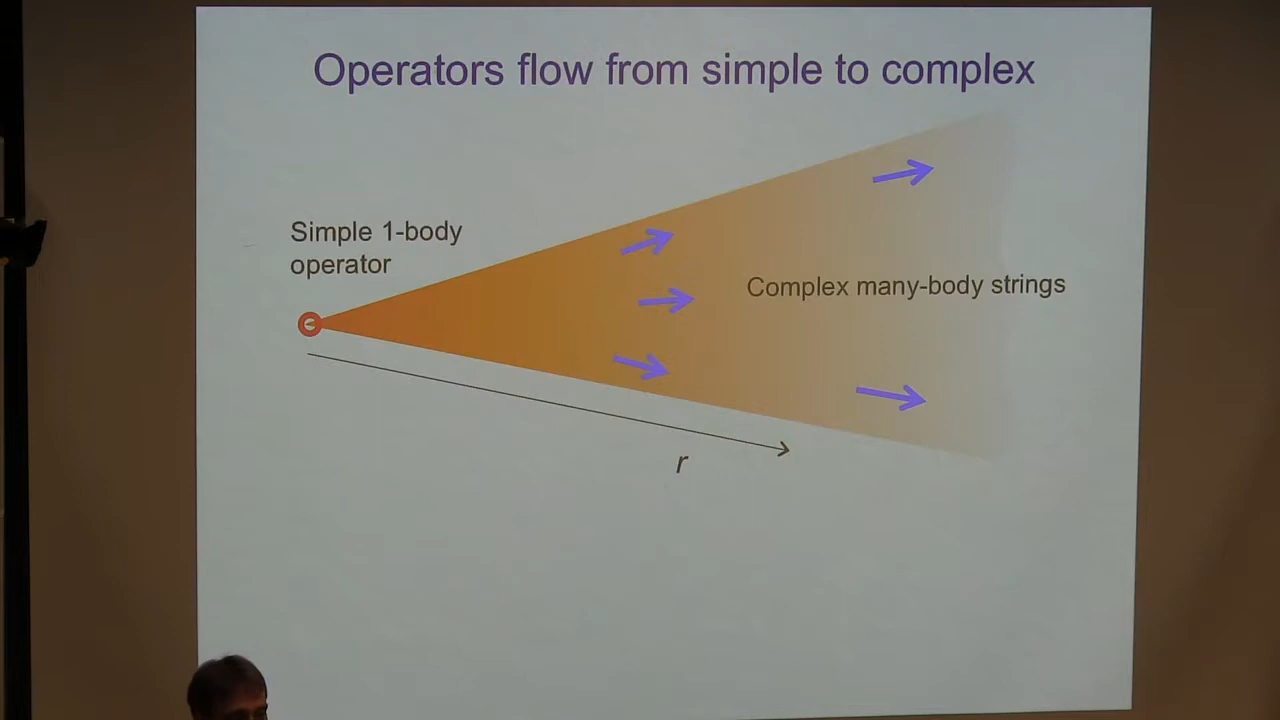 Operators flow from simple to complex
Simple 1-body
operator
Complex many-body strings
r